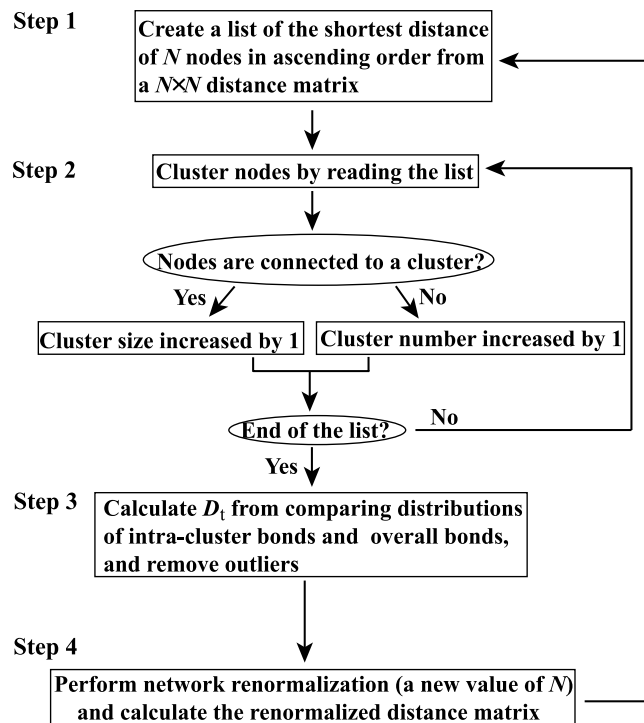 Step 1
Create a list of the shortest distance
of N nodes in ascending order from
a N×N distance matrix
Step 2
Cluster nodes by reading the list
Nodes are connected to a cluster?
Yes
No
Cluster size increased by 1
Cluster number increased by 1
End of the list?
No
Yes
Step 3
Calculate Dt from comparing distributions
of intra-cluster bonds and overall bonds,
and remove outliers
Step 4
Perform network renormalization (a new value of N)
and calculate the renormalized distance matrix